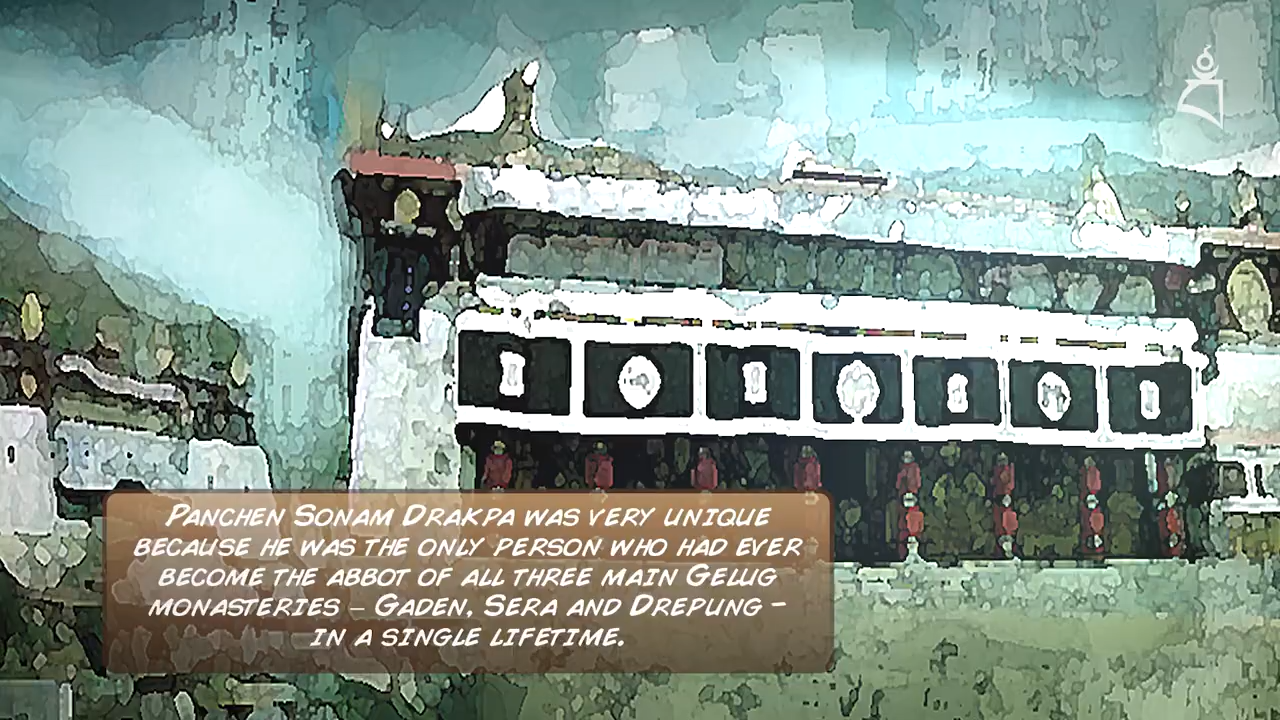 Panchen Sonam Drakpa was very unique
because he was the only person who had ever
become the abbot of all three main Gelug
monasteries – Gaden, Sera and Drepung -
in a single lifetime.